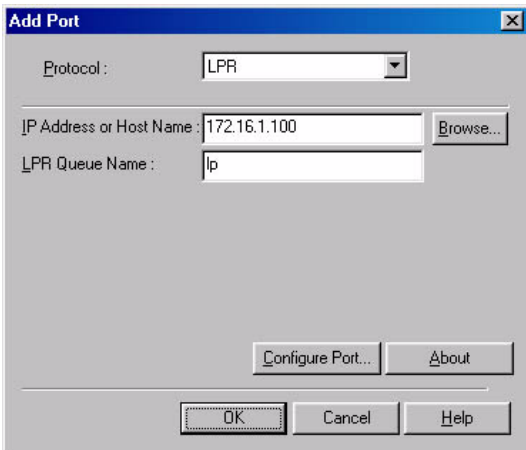 Add Port
Protocol : LPR
IP Address or Host Name : 172.16.1.100 Browse...
LPR Queue Name : lp
Configure Port... About
OK Cancel Help